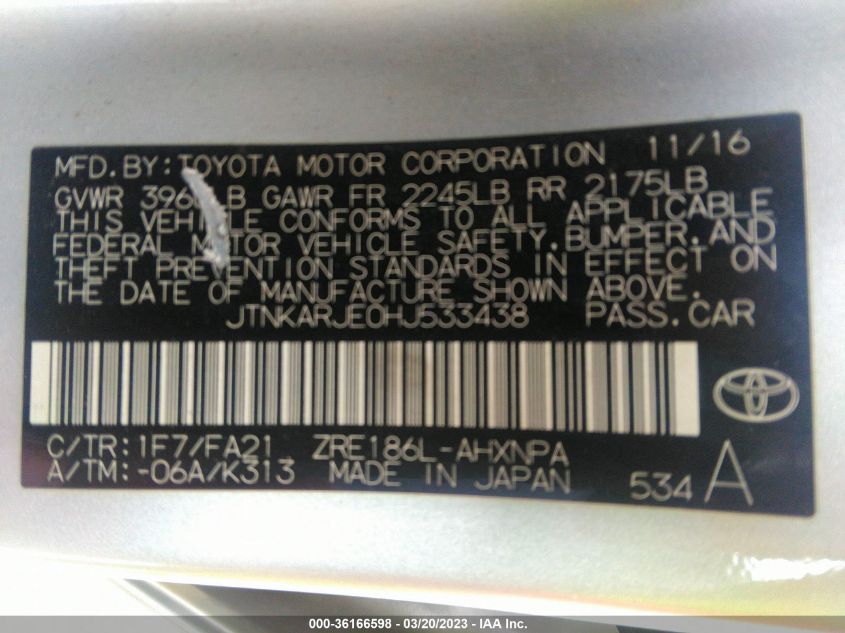 MFD.BY:TOYOTA MOTOR CORPORATION 11/16
GVWR LB GAWR FR 2245LB RR 2175LB
THIS VEHICLE CONFORMS TO ALL APPLICABLE
FEDERAL MOTOR VEHICLE SAFETY,BUMPER,AND
THEFT PREVENTION STANDARDS IN EFFECT ON
THE DATE OF MANUFACTURE SHOWN ABOVE.
JTNKARJE0HJ533438 PASS.CAR
C/TR:1F7/FA21 ZRE186L-AHXNPA
A/TM:-06A/K313 MADE IN JAPAN 534 A
000-36166598 - 03/20/2023 - IAA Inc.